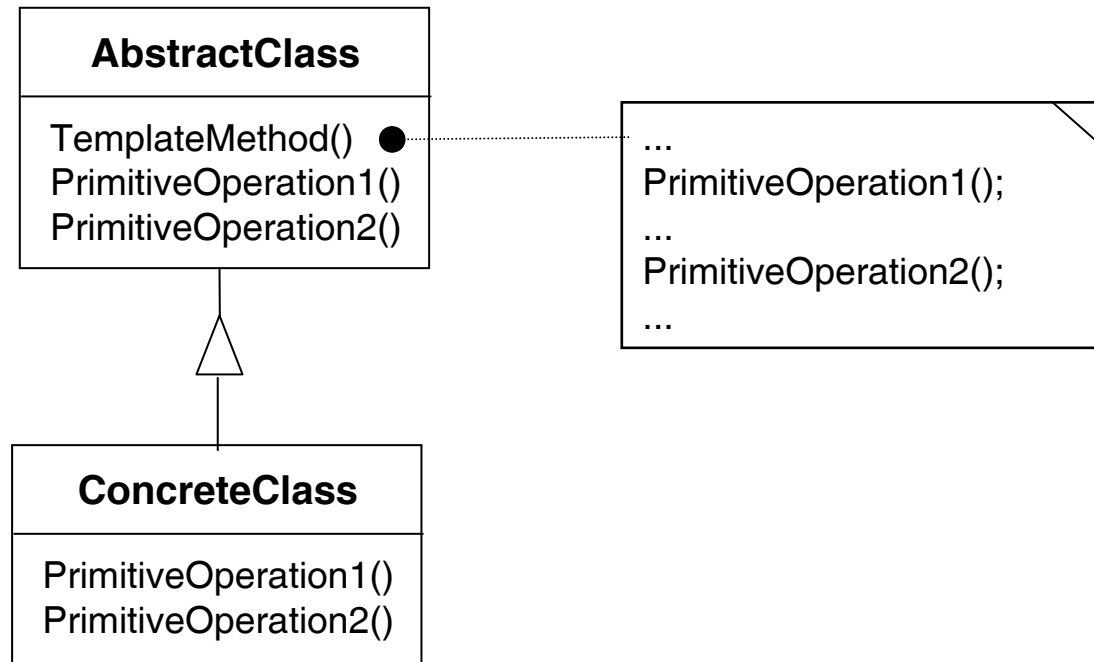 AbstractClass
TemplateMethod()
PrimitiveOperation1()
PrimitiveOperation2()
...
PrimitiveOperation1();
...
PrimitiveOperation2();
...
ConcreteClass
PrimitiveOperation1()
PrimitiveOperation2()